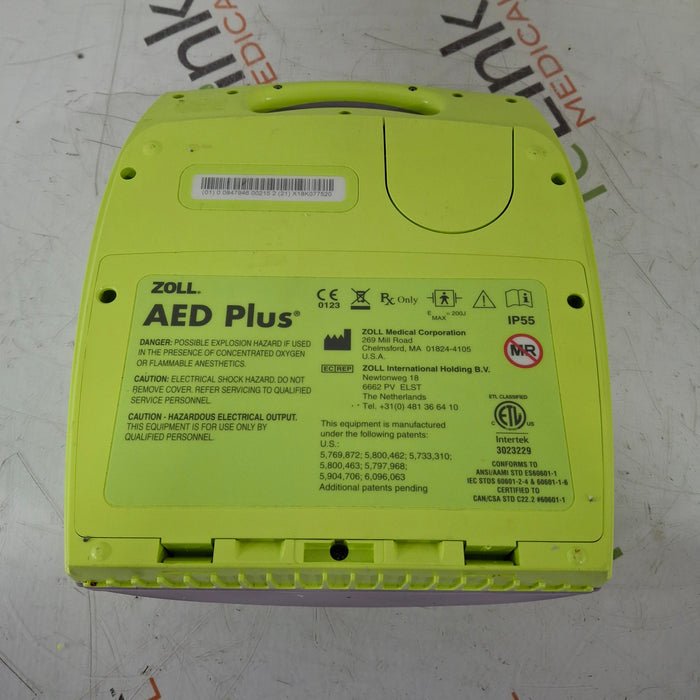 (01) 0 0847946 00215 2 (21) X18K077520
ZOLL®
AED Plus®
DANGER: POSSIBLE EXPLOSION HAZARD IF USED
IN THE PRESENCE OF CONCENTRATED OXYGEN
OR FLAMMABLE ANESTHETICS.
CAUTION: ELECTRICAL SHOCK HAZARD. DO NOT
REMOVE COVER. REFER SERVICING TO QUALIFIED
SERVICE PERSONNEL.
CAUTION - HAZARDOUS ELECTRICAL OUTPUT.
THIS EQUIPMENT IS FOR USE ONLY BY
QUALIFIED PERSONNEL.
CE
0123
Rx Only
EMAX = 200J
IP55
ZOLL Medical Corporation
269 Mill Road
Chelmsford, MA 01824-4105
U.S.A.
EC REP
ZOLL International Holding B.V.
Newtonweg 18
6662 PV ELST
The Netherlands
Tel. +31(0) 481 36 64 10
MR
This equipment is manufactured
under the following patents:
U.S.:
5,769,872; 5,800,462; 5,733,310;
5,800,463; 5,797,968;
5,904,706; 6,096,063
Additional patents pending
ETL CLASSIFIED
C ETL US
Intertek
3023229
CONFORMS TO
ANSI/AAMI STD ES60601-1
IEC STDS 60601-2-4 & 60601-1-6
CERTIFIED TO
CAN/CSA STD C22.2 #60601-1
ink
MEDICAL
MEDICAL